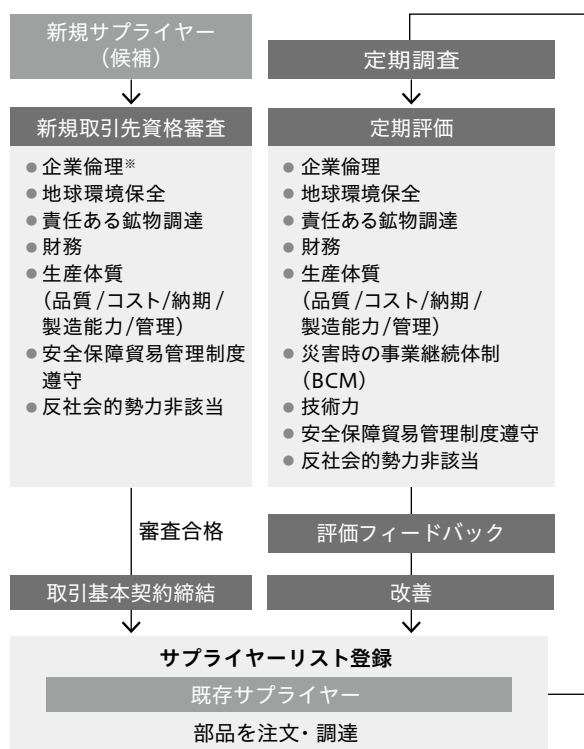 新規サプライヤー
（候補）
新規取引先資格審査
● 企業倫理※
● 地球環境保全
● 責任ある鉱物調達
● 財務
● 生産体質
（品質/コスト/納期/
製造能力/管理）
● 安全保障貿易管理制度
遵守
● 反社会的勢力非該当
審査合格
取引基本契約締結
定期調査
定期評価
● 企業倫理
● 地球環境保全
● 責任ある鉱物調達
● 財務
● 生産体質
（品質/コスト/納期/
製造能力/管理）
● 災害時の事業継続体制
（BCM）
● 技術力
● 安全保障貿易管理制度遵守
● 反社会的勢力非該当
評価フィードバック
改善
サプライヤーリスト登録
既存サプライヤー
部品を注文・調達